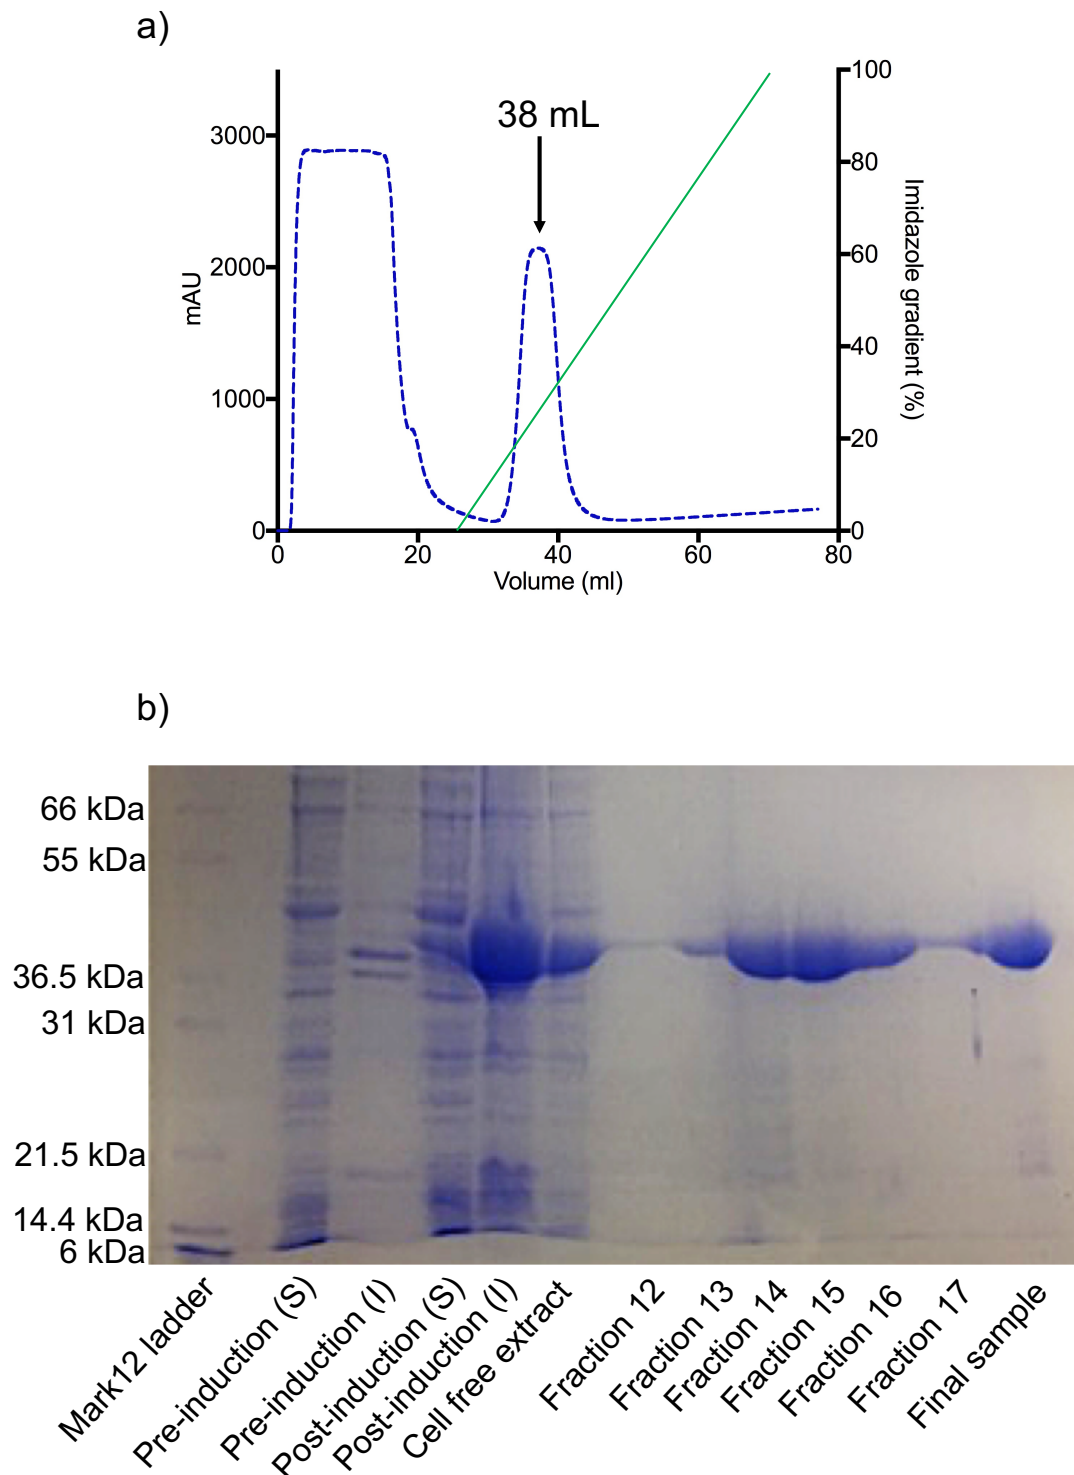 a)
38 mL
3000
2000
1000
0
mAU
100
80
60
40
20
0
Imidazole gradient (%)
0 20 40 60 80
Volume (ml)
b)
66 kDa
55 kDa
36.5 kDa
31 kDa
21.5 kDa
14.4 kDa
6 kDa
Mark12 ladder
Pre-induction (S)
Pre-induction (I)
Post-induction (S)
Post-induction (I)
Cell free extract
Fraction 12
Fraction 13
Fraction 14
Fraction 15
Fraction 16
Fraction 17
Final sample